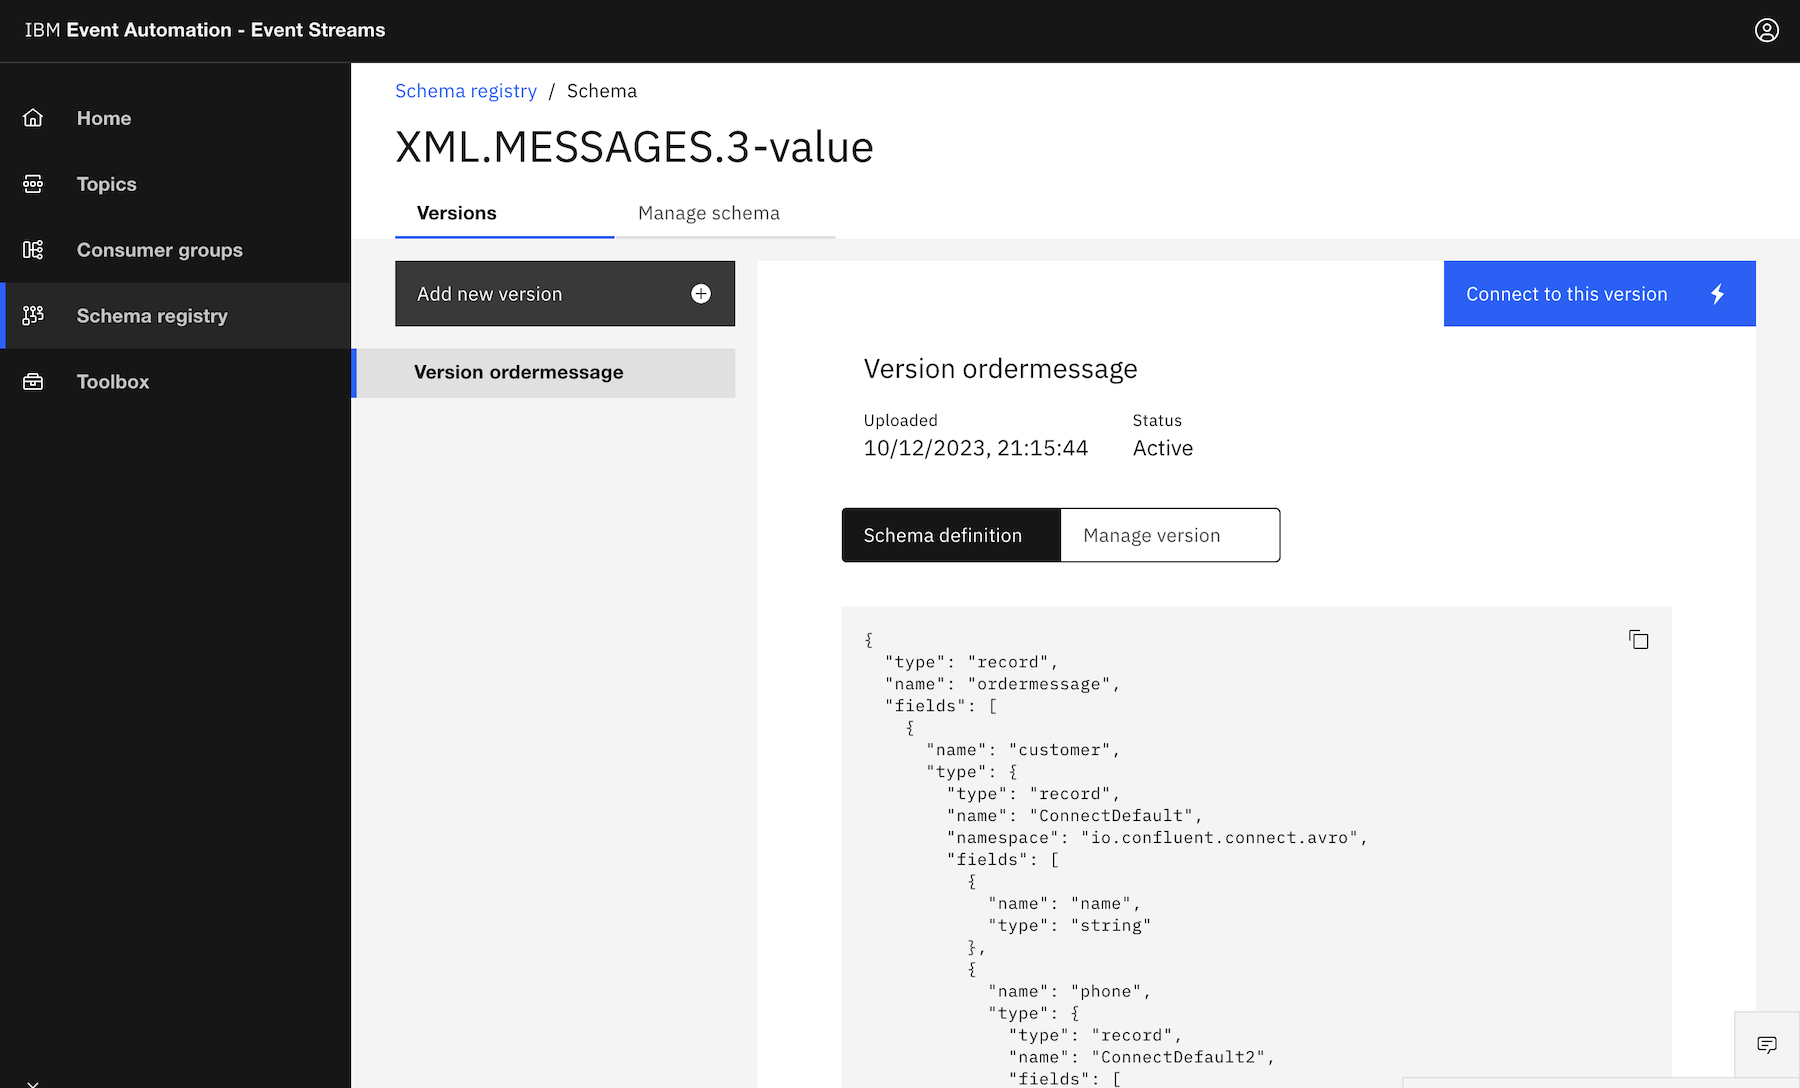 IBM Event Automation - Event Streams
Home
Topics
Consumer groups
Schema registry
Toolbox
Schema registry / Schema
XML.MESSAGES.3-value
Versions
Manage schema
Add new version
Version ordermessage
Connect to this version
Version ordermessage
Uploaded
10/12/2023, 21:15:44
Status
Active
Schema definition
Manage version
{
  "type": "record",
  "name": "ordermessage",
  "fields": [
    {
      "name": "customer",
      "type": {
        "type": "record",
        "name": "ConnectDefault",
        "namespace": "io.confluent.connect.avro",
        "fields": [
          {
            "name": "name",
            "type": "string"
          },
          {
            "name": "phone",
            "type": {
              "type": "record",
              "name": "ConnectDefault2",
              "fields": [